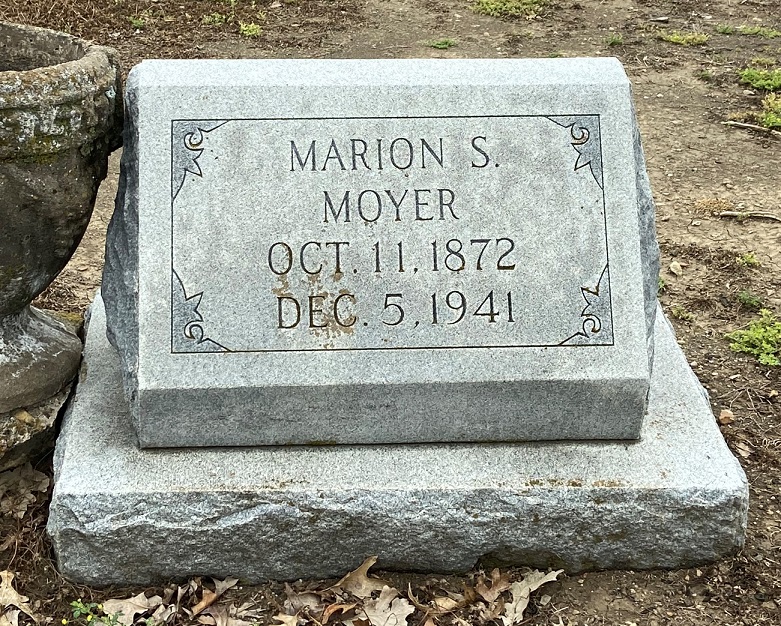 MARION S.
MOYER
OCT. 11, 1872
DEC. 5, 1941